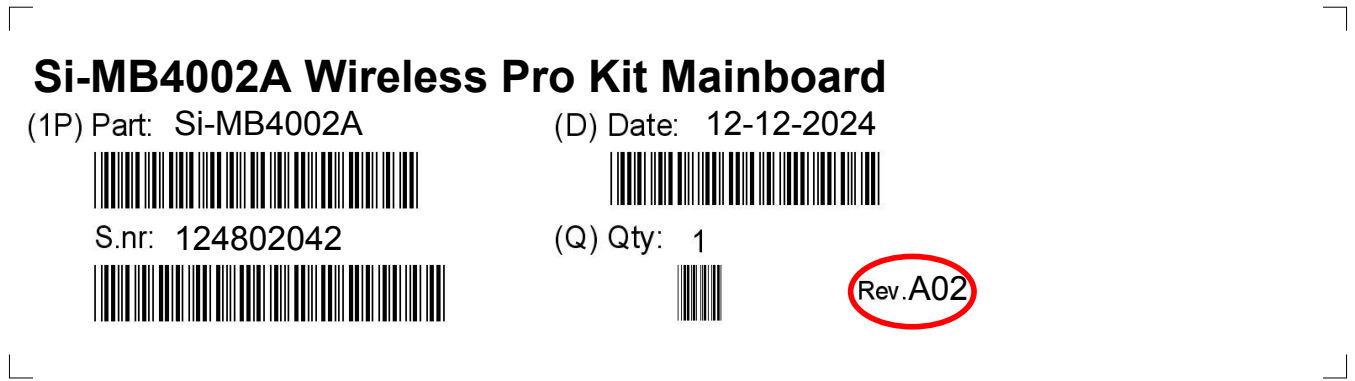 Si-MB4002A Wireless Pro Kit Mainboard
(1P) Part: Si-MB4002A (D) Date: 12-12-2024
S.nr: 124802042 (Q) Qty: 1
Rev.A02